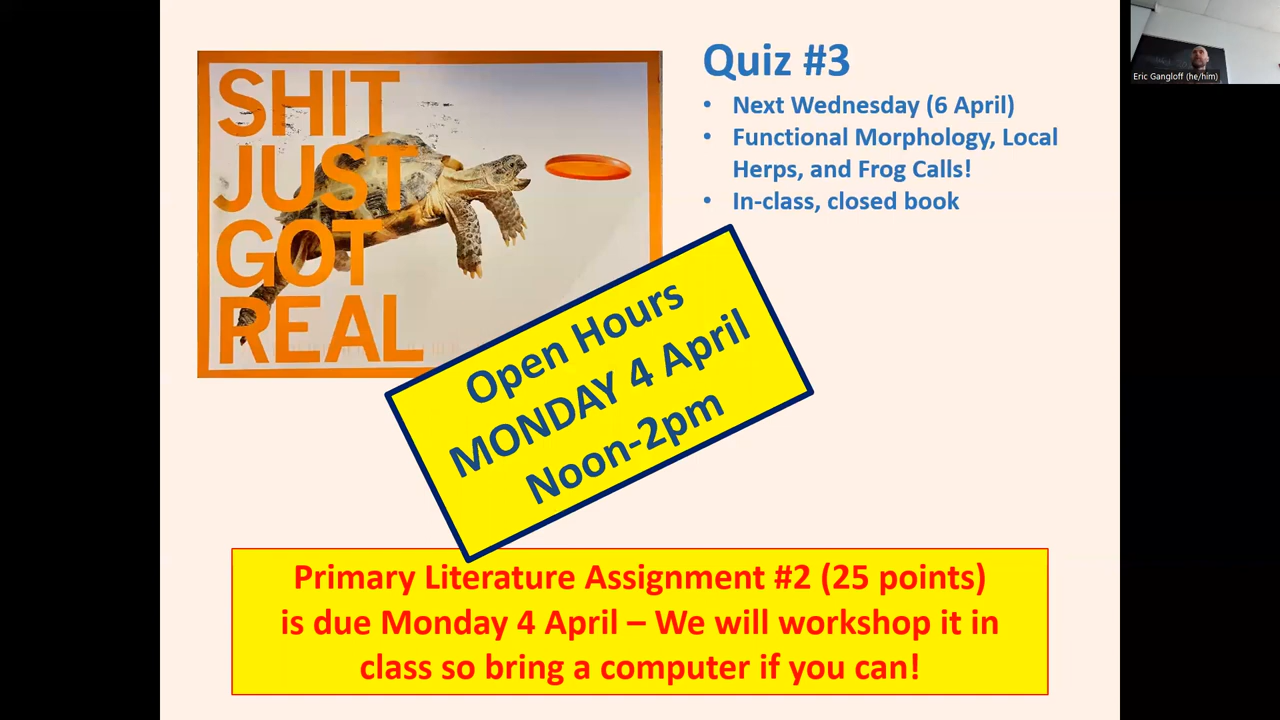 SHIT
JUST
GOT
REAL
Quiz #3
• Next Wednesday (6 April)
• Functional Morphology, Local
Herps, and Frog Calls!
• In-class, closed book
Open Hours
MONDAY 4 April
Noon-2pm
Primary Literature Assignment #2 (25 points)
is due Monday 4 April – We will workshop it in
class so bring a computer if you can!
Eric Gangloff (he/him)